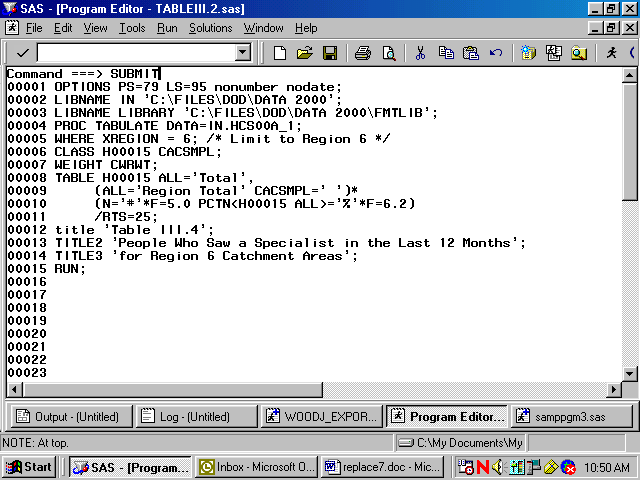 SAS - [Program Editor - TABLEIII.2.sas]
File Edit View Tools Run Solutions Window Help
Command ===> SUBMIT
00001 OPTIONS PS=79 LS=95 nonumber nodate;
00002 LIBNAME IN 'C:\FILES\DOD\DATA 2000';
00003 LIBNAME LIBRARY 'C:\FILES\DOD\DATA 2000\FMTLIB';
00004 PROC TABULATE DATA=IN.HCS00A_1;
00005 WHERE XREGION = 6; /* Limit to Region 6 */
00006 CLASS H00015 CACSMPL;
00007 WEIGHT CWRWT;
00008 TABLE H00015 ALL='Total',
00009 (ALL='Region Total' CACSMPL=' ')*
00010 (N='#'*F=5.0 PCTN<H00015 ALL>='%'*F=6.2)
00011 /RTS=25;
00012 title 'Table III.4';
00013 TITLE2 'People Who Saw a Specialist in the Last 12 Months';
00014 TITLE3 'for Region 6 Catchment Areas';
00015 RUN;
00016
00017
00018
00019
00020
00021
00022
00023
Output - (Untitled) Log - (Untitled) WOODJ_EXPOR... Program Editor... samppgm3.sas
NOTE: At top. C:\My Documents\My
Start SAS - [Program... Inbox - Microsoft O... replace7.doc - Mic... N 10:50 AM